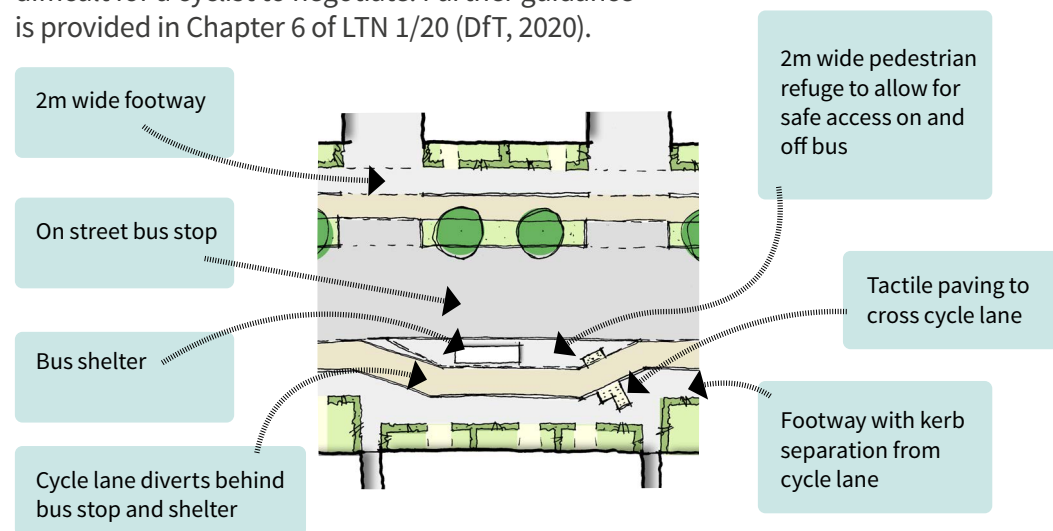 is provided in Chapter 6 of LTN 1/20 (DfT, 2020).
2m wide footway
On street bus stop
Bus shelter
Cycle lane diverts behind
bus stop and shelter
2m wide pedestrian
refuge to allow for
safe access on and
off bus
Tactile paving to
cross cycle lane
Footway with kerb
separation from
cycle lane